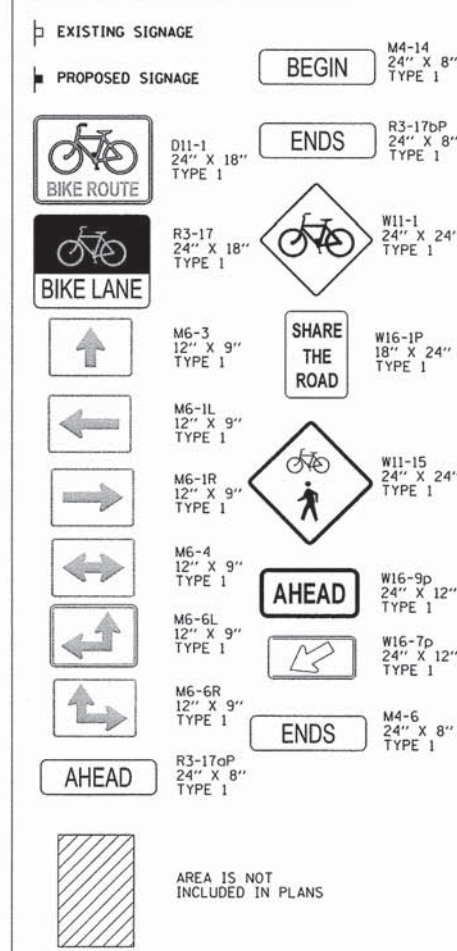 EXISTING SIGNAGE
PROPOSED SIGNAGE
BIKE ROUTE
D11-1
24" X 18"
TYPE 1
BIKE LANE
R3-17
24" X 18"
TYPE 1
M6-3
12" X 9"
TYPE 1
M6-1L
12" X 9"
TYPE 1
M6-1R
12" X 9"
TYPE 1
M6-4
12" X 9"
TYPE 1
M6-6L
12" X 9"
TYPE 1
M6-6R
12" X 9"
TYPE 1
AHEAD
R3-17aP
24" X 8"
TYPE 1
AREA IS NOT
INCLUDED IN PLANS
BEGIN
M4-14
24" X 8"
TYPE 1
ENDS
R3-17bP
24" X 8"
TYPE 1
W11-1
24" X 24"
TYPE 1
SHARE
THE
ROAD
W16-1P
18" X 24"
TYPE 1
W11-15
24" X 24"
TYPE 1
AHEAD
W16-9p
24" X 12"
TYPE 1
W16-7p
24" X 12"
TYPE 1
ENDS
M4-6
24" X 8"
TYPE 1